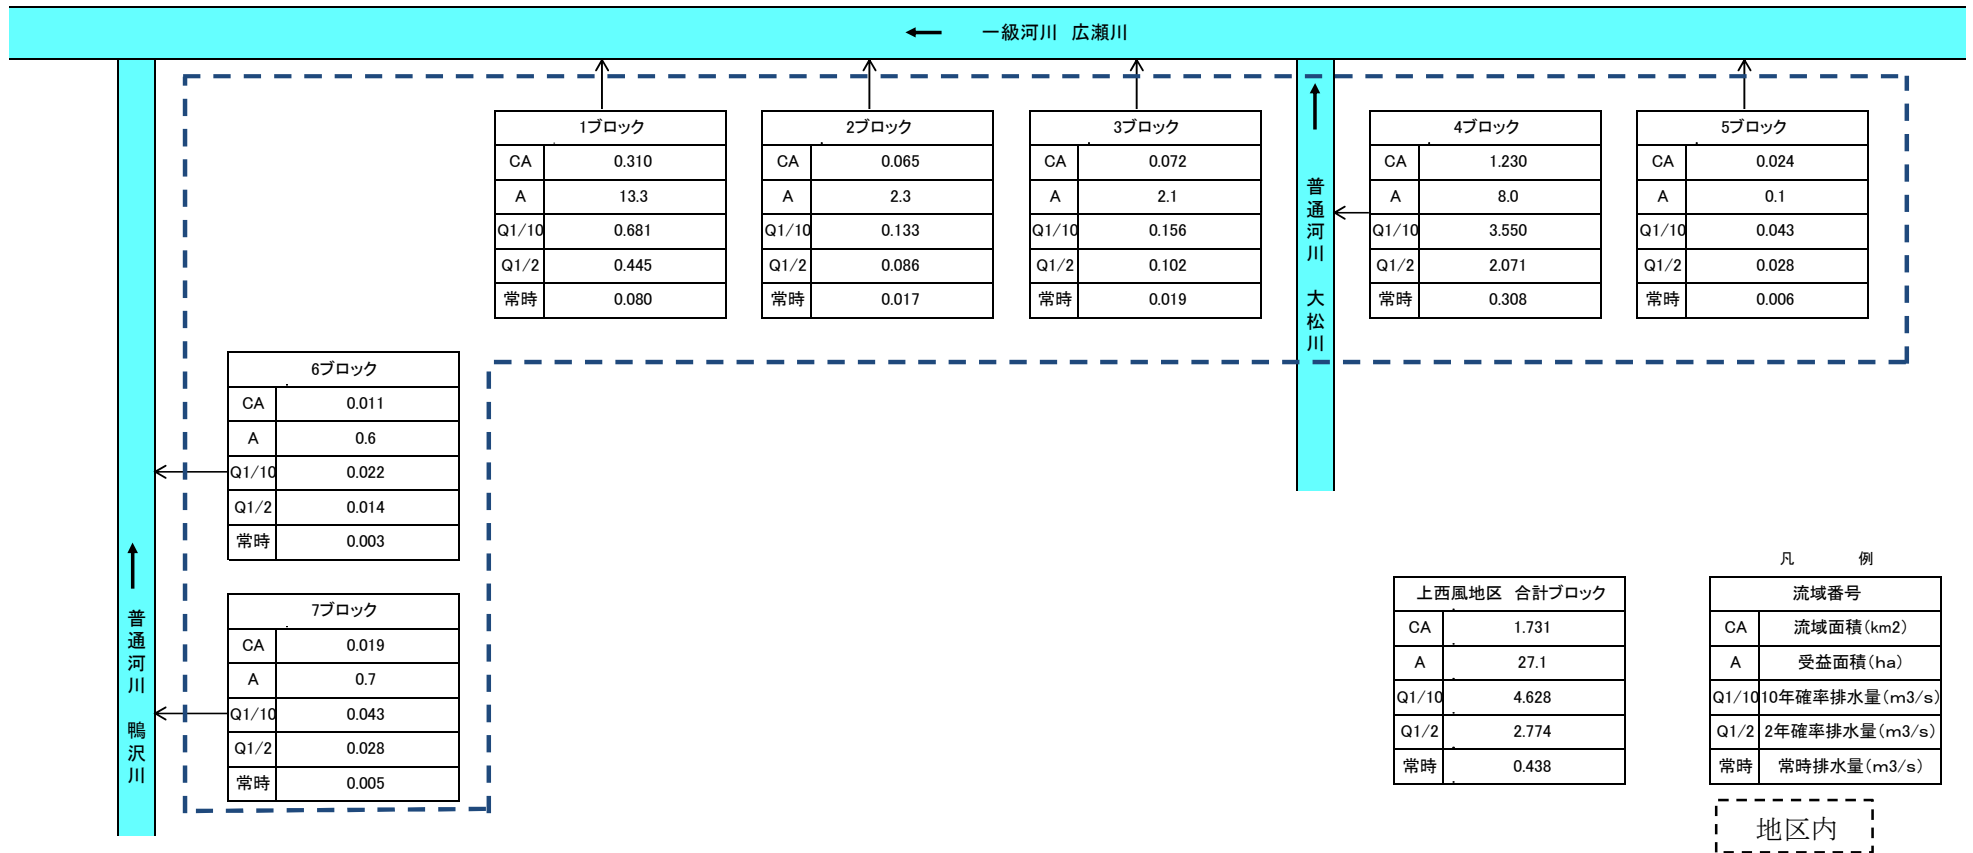 一級河川 広瀬川
1ブロック
CA 0.310
A 13.3
Q1/10 0.681
Q1/2 0.445
常時 0.080
2ブロック
CA 0.065
A 2.3
Q1/10 0.133
Q1/2 0.086
常時 0.017
3ブロック
CA 0.072
A 2.1
Q1/10 0.156
Q1/2 0.102
常時 0.019
普通河川 大松川
4ブロック
CA 1.230
A 8.0
Q1/10 3.550
Q1/2 2.071
常時 0.308
5ブロック
CA 0.024
A 0.1
Q1/10 0.043
Q1/2 0.028
常時 0.006
6ブロック
CA 0.011
A 0.6
Q1/10 0.022
Q1/2 0.014
常時 0.003
普通河川 鴨沢川
7ブロック
CA 0.019
A 0.7
Q1/10 0.043
Q1/2 0.028
常時 0.005
上西風地区 合計ブロック
CA 1.731
A 27.1
Q1/10 4.628
Q1/2 2.774
常時 0.438
凡 例
流域番号
CA 流域面積(km2)
A 受益面積(ha)
Q1/10 10年確率排水量(m3/s)
Q1/2 2年確率排水量(m3/s)
常時 常時排水量(m3/s)
地区内